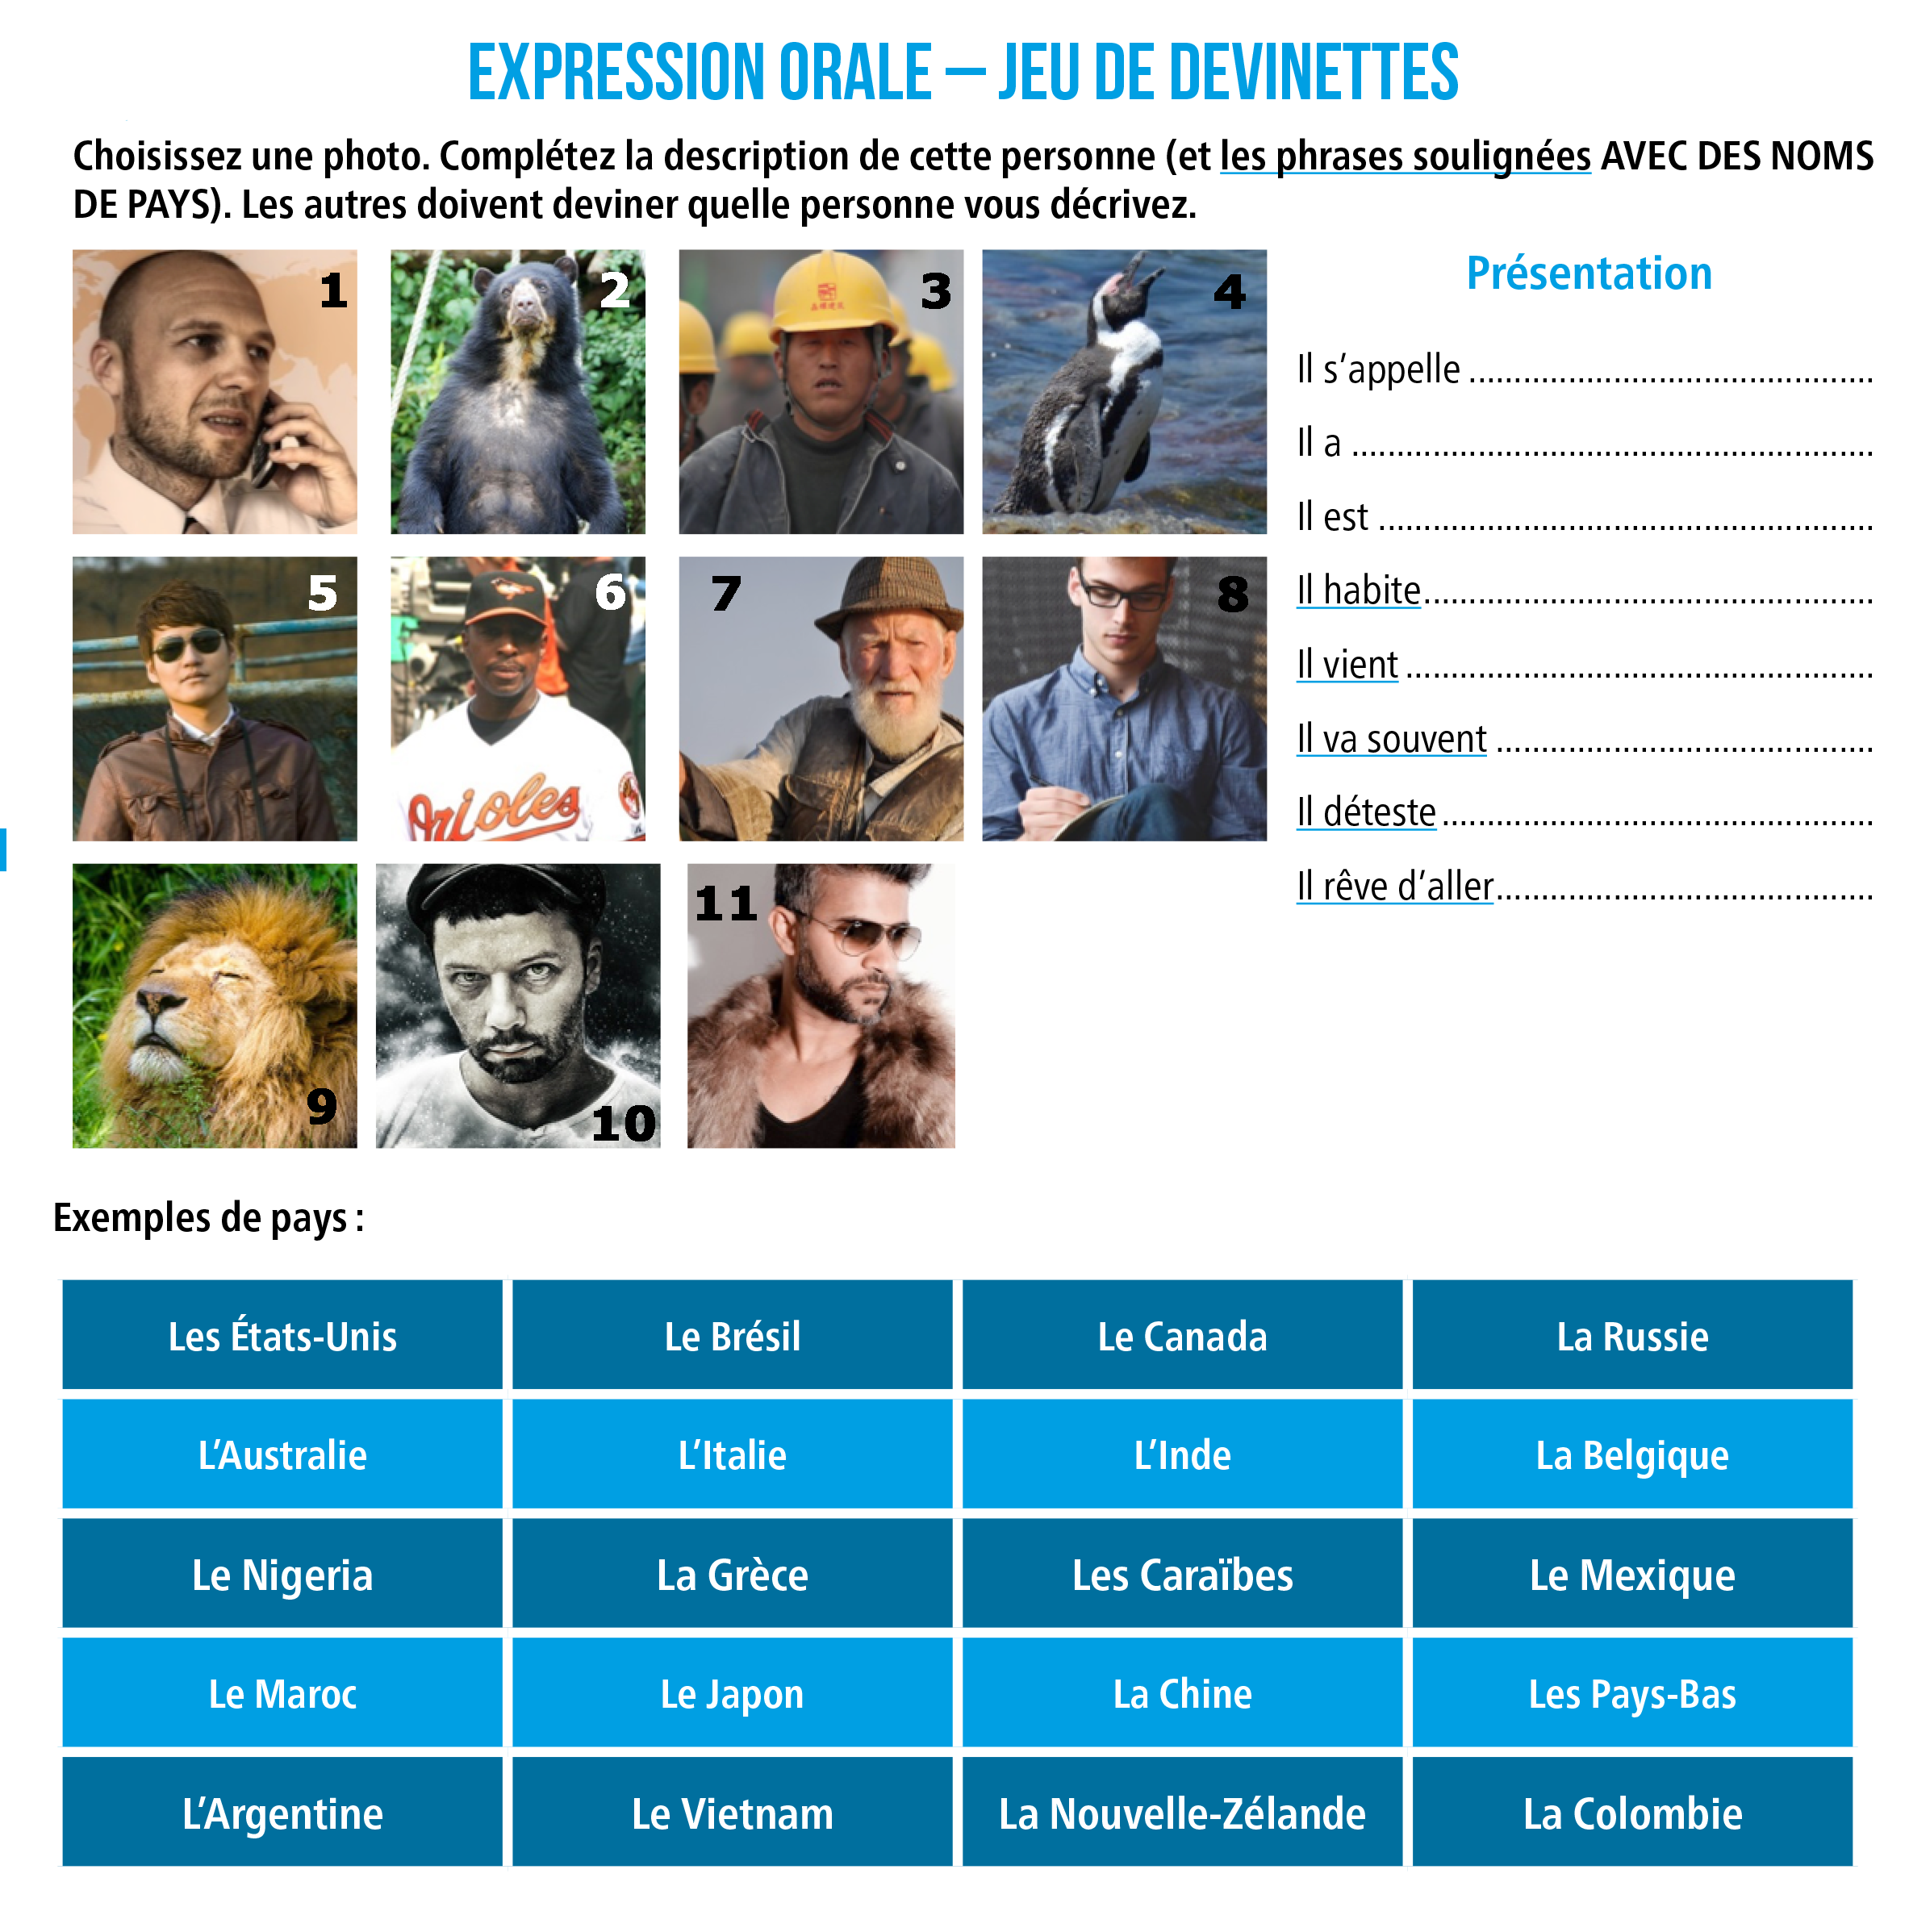 EXPRESSION ORALE – JEU DE DEVINETTES
Choisissez une photo. Complétez la description de cette personne (et les phrases soulignées AVEC DES NOMS
DE PAYS). Les autres doivent deviner quelle personne vous décrivez.
1
2
3
4
5
6
Orioles
7
8
9
10
11
Présentation
Il s’appelle ............................................
Il a .........................................................
Il est ......................................................
Il habite.................................................
Il vient ...................................................
Il va souvent .........................................
Il déteste...............................................
Il rêve d’aller.........................................
Exemples de pays :
Les États-Unis
Le Brésil
Le Canada
La Russie
L’Australie
L’Italie
L’Inde
La Belgique
Le Nigeria
La Grèce
Les Caraïbes
Le Mexique
Le Maroc
Le Japon
La Chine
Les Pays-Bas
L’Argentine
Le Vietnam
La Nouvelle-Zélande
La Colombie